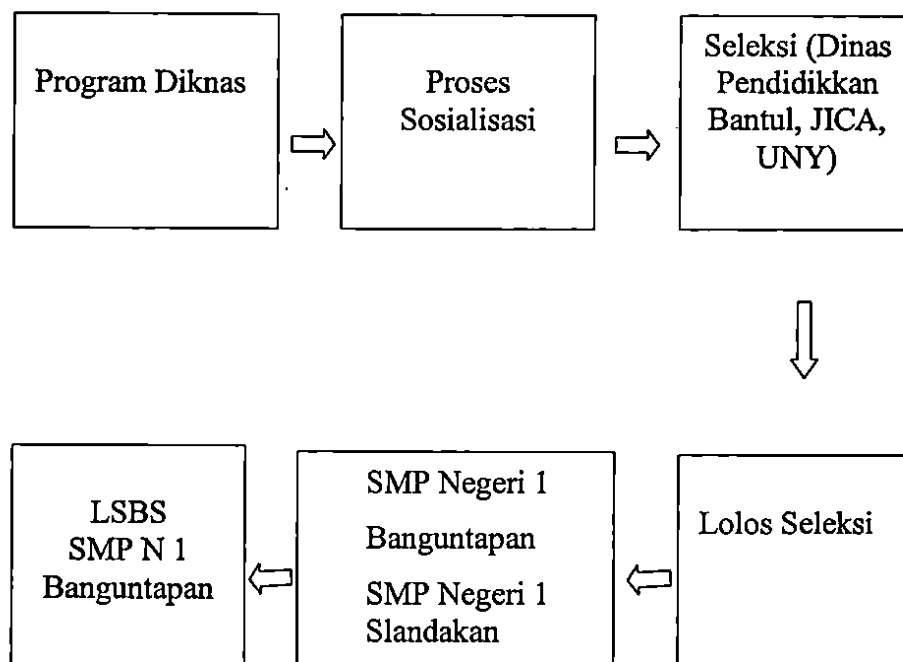 Program Diknas
Proses
Sosialisasi
Seleksi (Dinas
Pendidikkan
Bantul, JICA,
UNY)
Lolos Seleksi
SMP Negeri 1
Banguntapan
SMP Negeri 1
Slandakan
LSBS
SMP N 1
Banguntapan